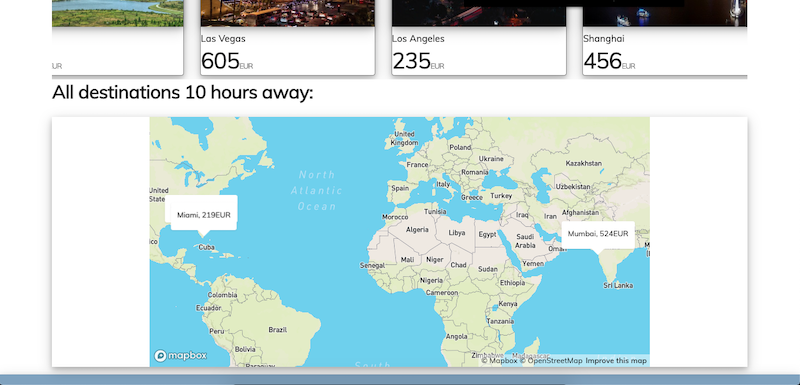 Las Vegas
Los Angeles
Shanghai
UR
605EUR
235EUR
456EUR
All destinations 10 hours away:
United Kingdom
Poland
Ukraine
Kazakhstan
France
Romania
North Atlantic Ocean
Uzbekistan
Italy
Spain
Greece
Turkey
United State
Miami, 219EUR
Morocco
Tunisia
Iraq
Iran
Afghanistan
Algeria
Libya
Egypt
Saudi Arabia
Oman
Mumbai, 524EUR
Cuba
Mali
Niger
Chad
Sudan
Yemen
Senegal
Nigeria
Ethiopia
Sri Lanka
Cameroon
Colombia
Kenya
Ecuador
Tanzania
Peru
Brazil
Angola
Bolivia
Zimbabwe
Madagascar
Paraguay
South
mapbox
© Mapbox © OpenStreetMap Improve this map